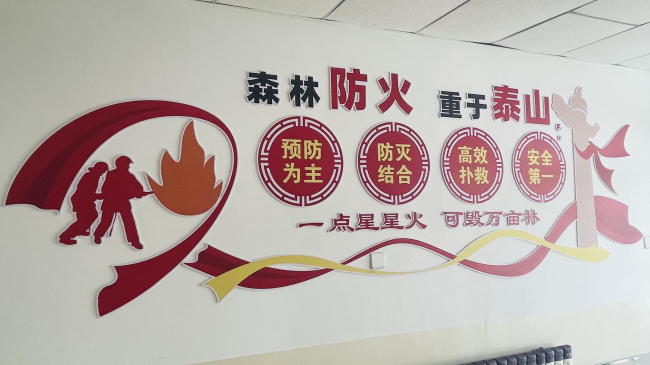 森林防火 重于泰山
预防
为主
防灭
结合
高效
扑救
安全
第一
一点星星火 可毁万亩林